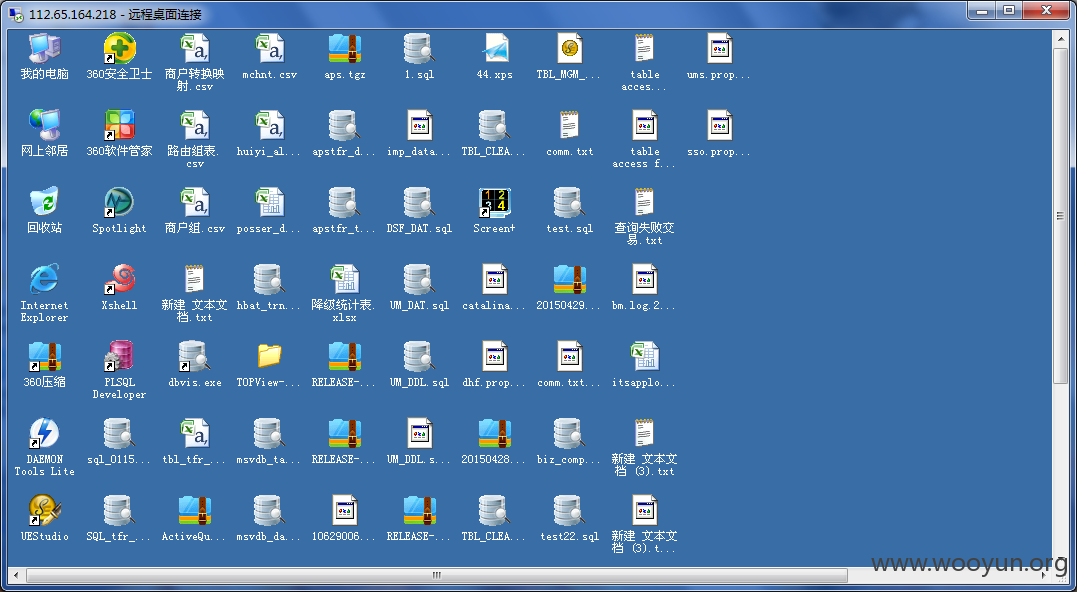 112.65.164.218 - 远程桌面连接
我的电脑
360安全卫士
商户转换映
射.csv
mchnt.csv
aps.tgz
1.sql
44.xps
TBL_MGM_...
table
acces...
ums.prop...
网上邻居
360软件管家
路由组表.
csv
huiyi_al...
apstfr_d...
imp_data...
TBL_CLEA...
comm.txt
table
access f...
sso.prop...
回收站
Spotlight
商户组.csv
posser_d...
apstfr_t...
DSF_DAT.sql
Screen+
test.sql
查询失败交
易.txt
Internet
Explorer
Xshell
新建 文本文
档.txt
hbat_trn...
降级统计表.
xlsx
UM_DAT.sql
catalina...
20150429...
bm.log.2...
360压缩
PLSQL
Developer
dbvis.exe
TOPView-...
RELEASE-...
UM_DDL.sql
dhf.prop...
comm.txt...
itsapplo...
DAEMON
Tools Lite
sql_0115...
tbl_tfr_...
msvdb_ta...
RELEASE-...
UM_DDL.s...
20150428...
biz_comp...
新建 文本文
档 (3).txt
UEStudio
SQL_tfr_...
ActiveQu...
msvdb_da...
10629006...
RELEASE-...
TBL_CLEA...
test22.sql
新建 文本文
档 (3).t...
www.wooyun.org